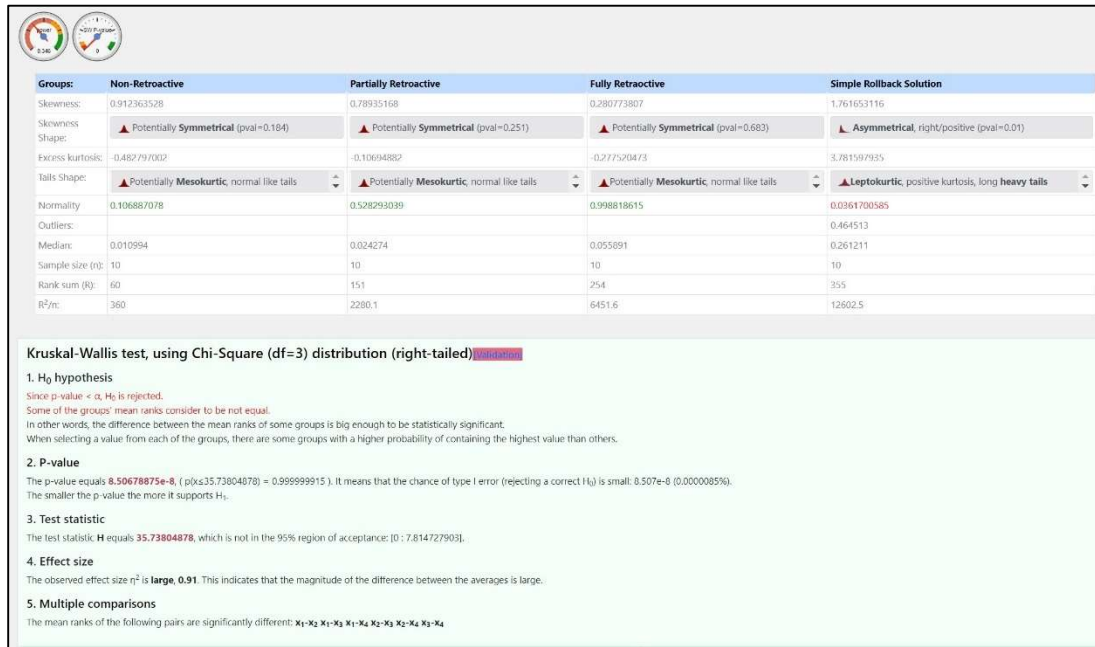 power
0.346
SW P-value
0
Groups: Non-Retroactive Partially Retroactive Fully Retraoctive Simple Rollback Solution
Skewness: 0.912363528 0.78935168 0.280773807 1.761653116
Skewness Shape: Potentially Symmetrical (pval=0.184) Potentially Symmetrical (pval=0.251) Potentially Symmetrical (pval=0.683) Asymmetrical, right/positive (pval=0.01)
Excess kurtosis: -0.482797002 -0.10694882 -0.277520473 3.781597935
Tails Shape: Potentially Mesokurtic, normal like tails Potentially Mesokurtic, normal like tails Potentially Mesokurtic, normal like tails Leptokurtic, positive kurtosis, long heavy tails
Normality 0.106887078 0.528293039 0.998818615 0.0361700585
Outliers: 0.464513
Median: 0.010994 0.024274 0.055891 0.261211
Sample size (n): 10 10 10 10
Rank sum (R): 60 151 254 355
R²/n: 360 2280.1 6451.6 12602.5
Kruskal-Wallis test, using Chi-Square (df=3) distribution (right-tailed)[Validation]
1. H₀ hypothesis
Since p-value < α, H₀ is rejected.
Some of the groups' mean ranks consider to be not equal.
In other words, the difference between the mean ranks of some groups is big enough to be statistically significant.
When selecting a value from each of the groups, there are some groups with a higher probability of containing the highest value than others.
2. P-value
The p-value equals 8.50678875e-8, ( p(x≤35.73804878) = 0.999999915 ). It means that the chance of type I error (rejecting a correct H₀) is small: 8.507e-8 (0.0000085%).
The smaller the p-value the more it supports H₁.
3. Test statistic
The test statistic H equals 35.73804878, which is not in the 95% region of acceptance: [0 : 7.814727903].
4. Effect size
The observed effect size η² is large, 0.91. This indicates that the magnitude of the difference between the averages is large.
5. Multiple comparisons
The mean ranks of the following pairs are significantly different: x₁-x₂ x₁-x₃ x₁-x₄ x₂-x₃ x₂-x₄ x₃-x₄